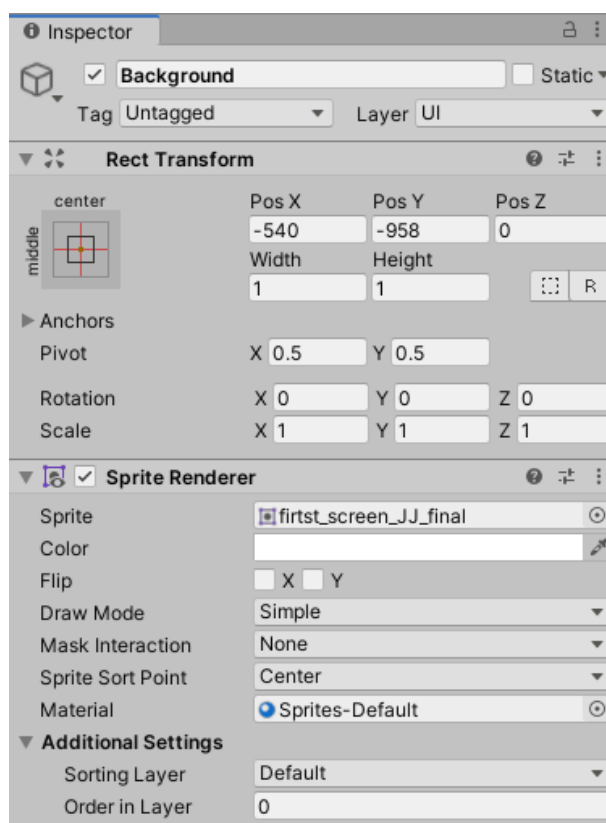 Inspector
Background Static
Tag Untagged Layer UI
Rect Transform
center Pos X Pos Y Pos Z
middle -540 -958 0
Width Height
1 1 R
Anchors
Pivot X 0.5 Y 0.5
Rotation X 0 Y 0 Z 0
Scale X 1 Y 1 Z 1
Sprite Renderer
Sprite firtst_screen_JJ_final
Color
Flip X Y
Draw Mode Simple
Mask Interaction None
Sprite Sort Point Center
Material Sprites-Default
Additional Settings
Sorting Layer Default
Order in Layer 0